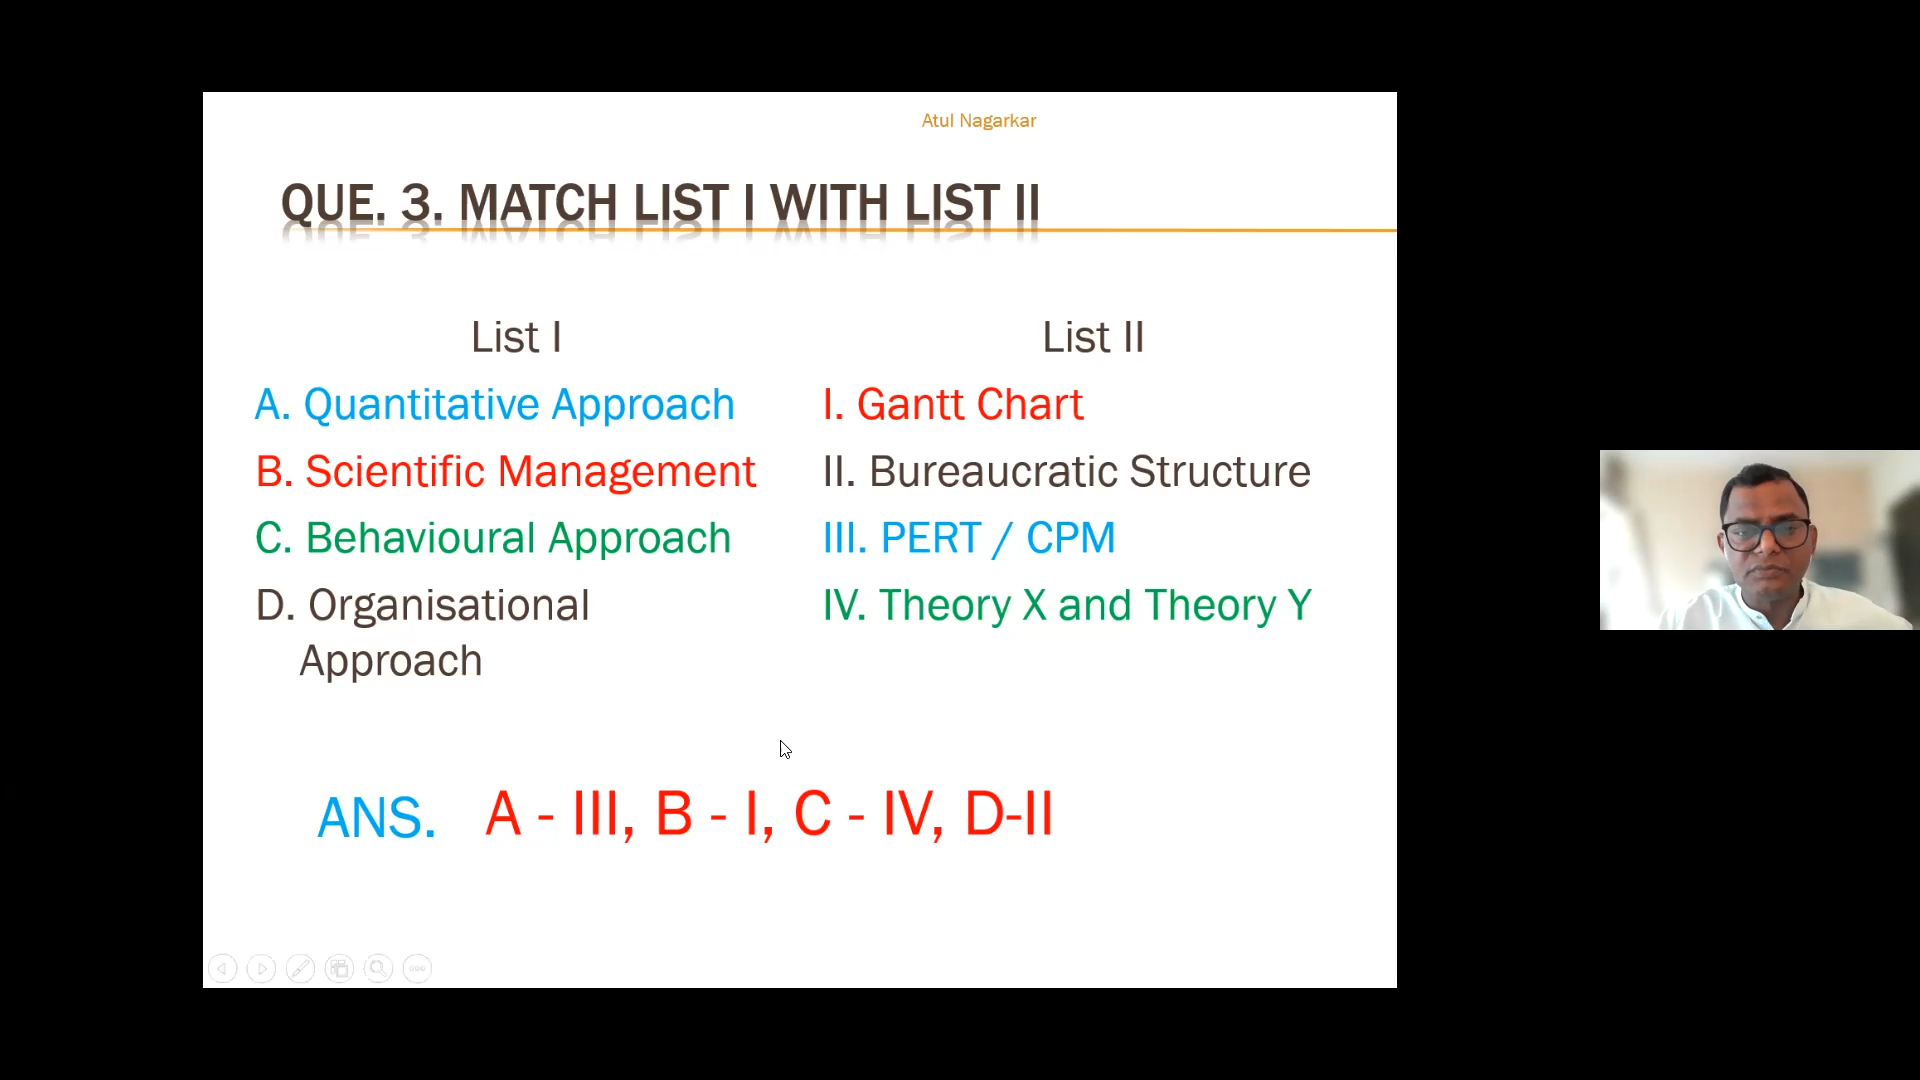 Atul Nagarkar
QUE. 3. MATCH LIST I WITH LIST II
List I
A. Quantitative Approach
B. Scientific Management
C. Behavioural Approach
D. Organisational
Approach
List II
I. Gantt Chart
II. Bureaucratic Structure
III. PERT / CPM
IV. Theory X and Theory Y
ANS. A - III, B - I, C - IV, D-II